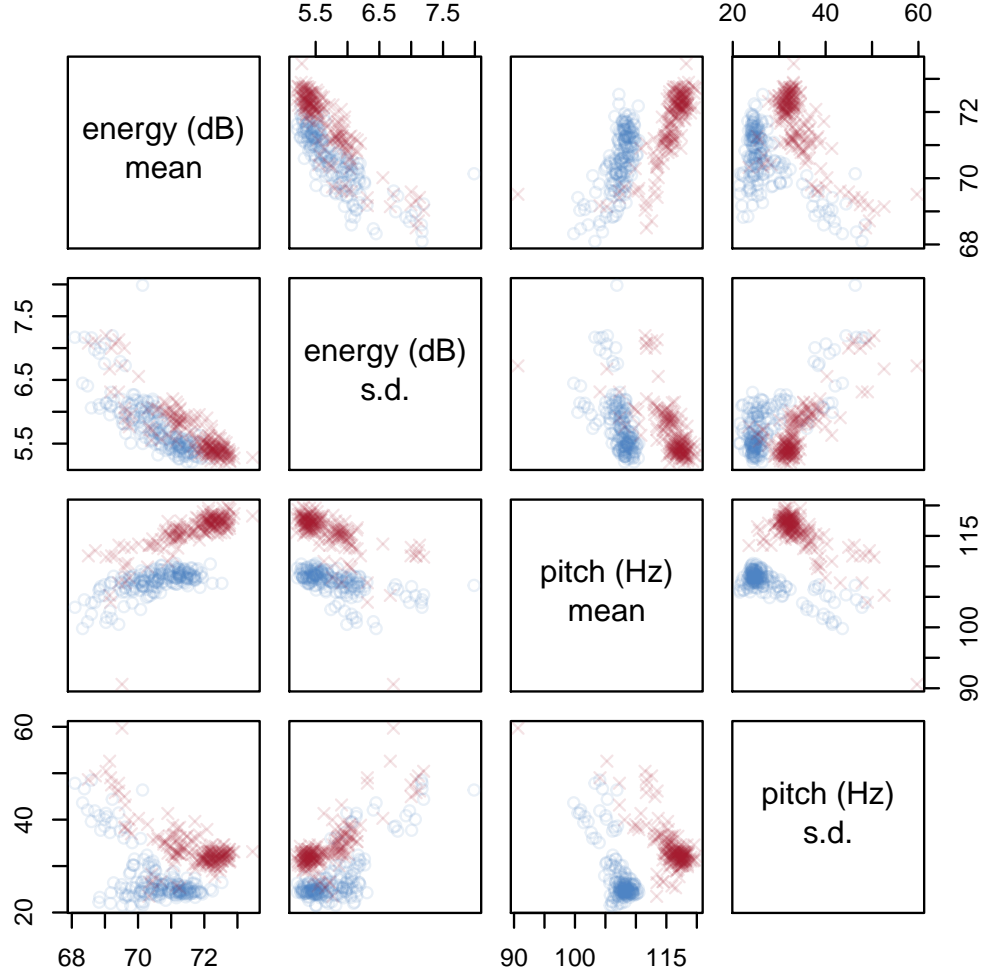 5.5 6.5 7.5
20 40 60
energy (dB)
mean
68 70 72
5.5 6.5 7.5
energy (dB)
s.d.
pitch (Hz)
mean
90 100 115
20 40 60
pitch (Hz)
s.d.
68 70 72
90 100 115